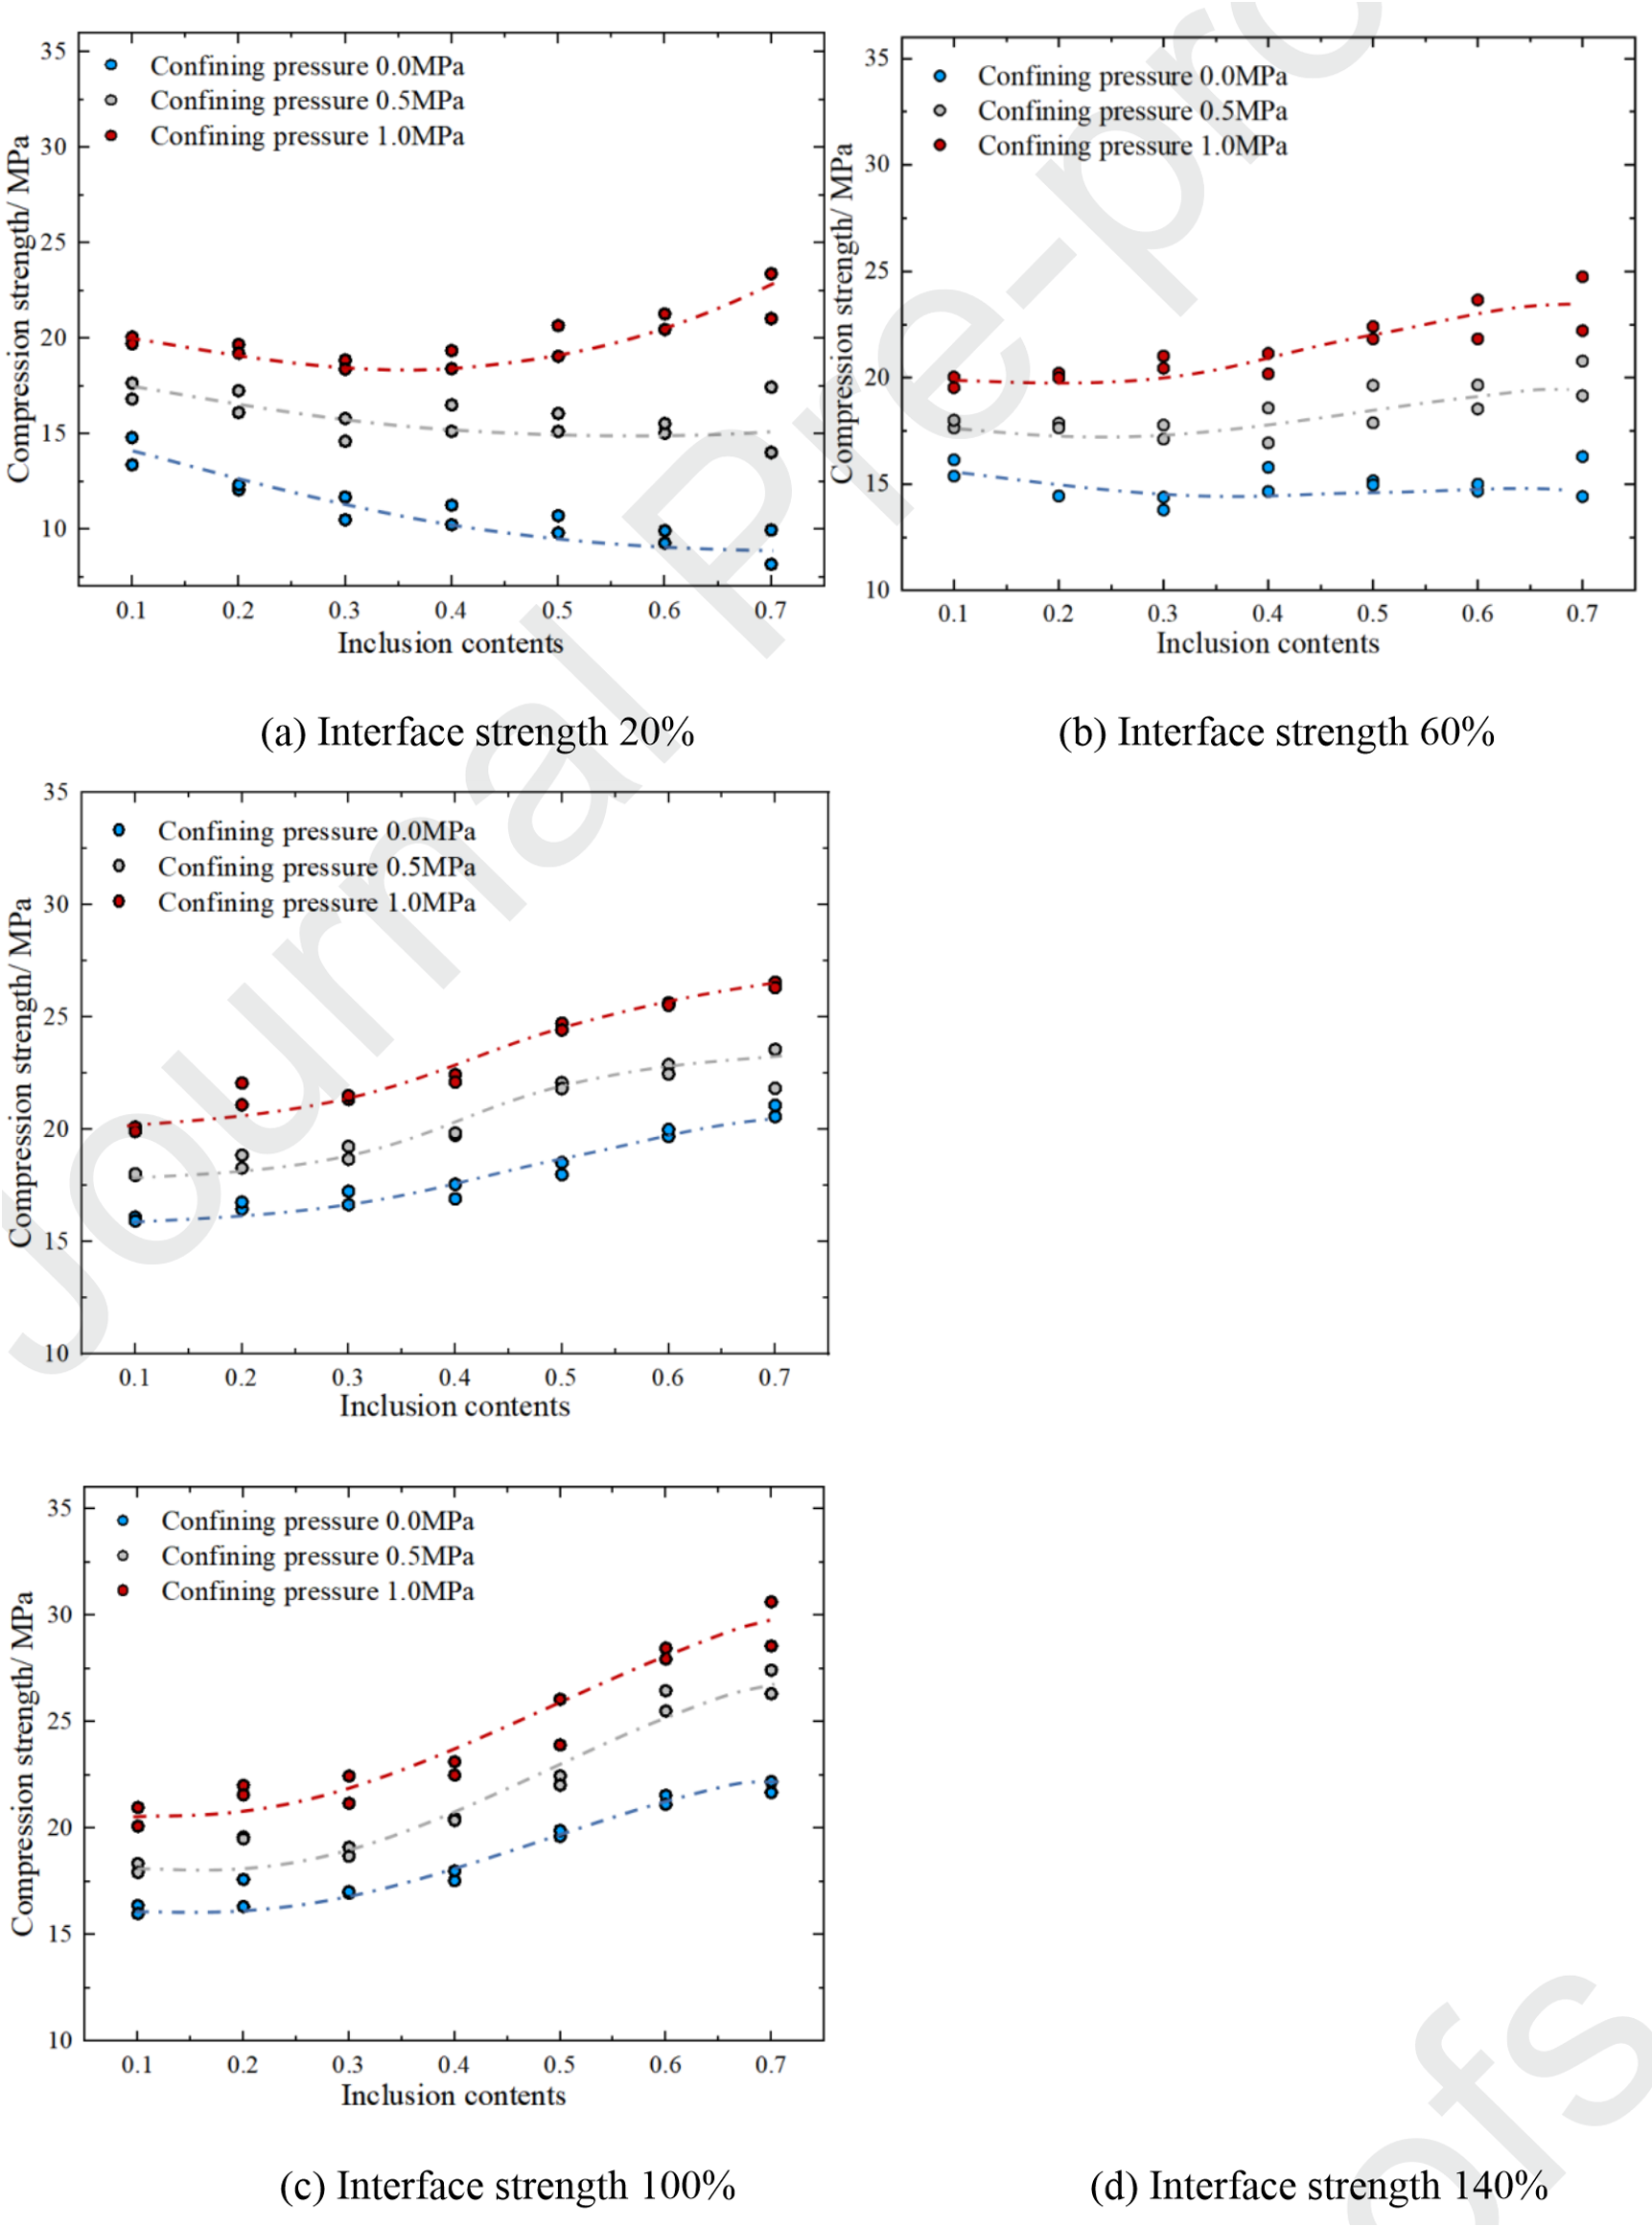 35
30
25
20
15
10
Compression strength/ MPa
Confining pressure 0.0MPa
Confining pressure 0.5MPa
Confining pressure 1.0MPa
0.1 0.2 0.3 0.4 0.5 0.6 0.7
Inclusion contents
(a) Interface strength 20%
35
30
25
20
15
10
Compression strength/ MPa
Confining pressure 0.0MPa
Confining pressure 0.5MPa
Confining pressure 1.0MPa
0.1 0.2 0.3 0.4 0.5 0.6 0.7
Inclusion contents
(b) Interface strength 60%
35
30
25
20
15
10
Compression strength/ MPa
Confining pressure 0.0MPa
Confining pressure 0.5MPa
Confining pressure 1.0MPa
0.1 0.2 0.3 0.4 0.5 0.6 0.7
Inclusion contents
35
30
25
20
15
10
Compression strength/ MPa
Confining pressure 0.0MPa
Confining pressure 0.5MPa
Confining pressure 1.0MPa
0.1 0.2 0.3 0.4 0.5 0.6 0.7
Inclusion contents
(c) Interface strength 100%
(d) Interface strength 140%
Journal Pre-pro
ofs